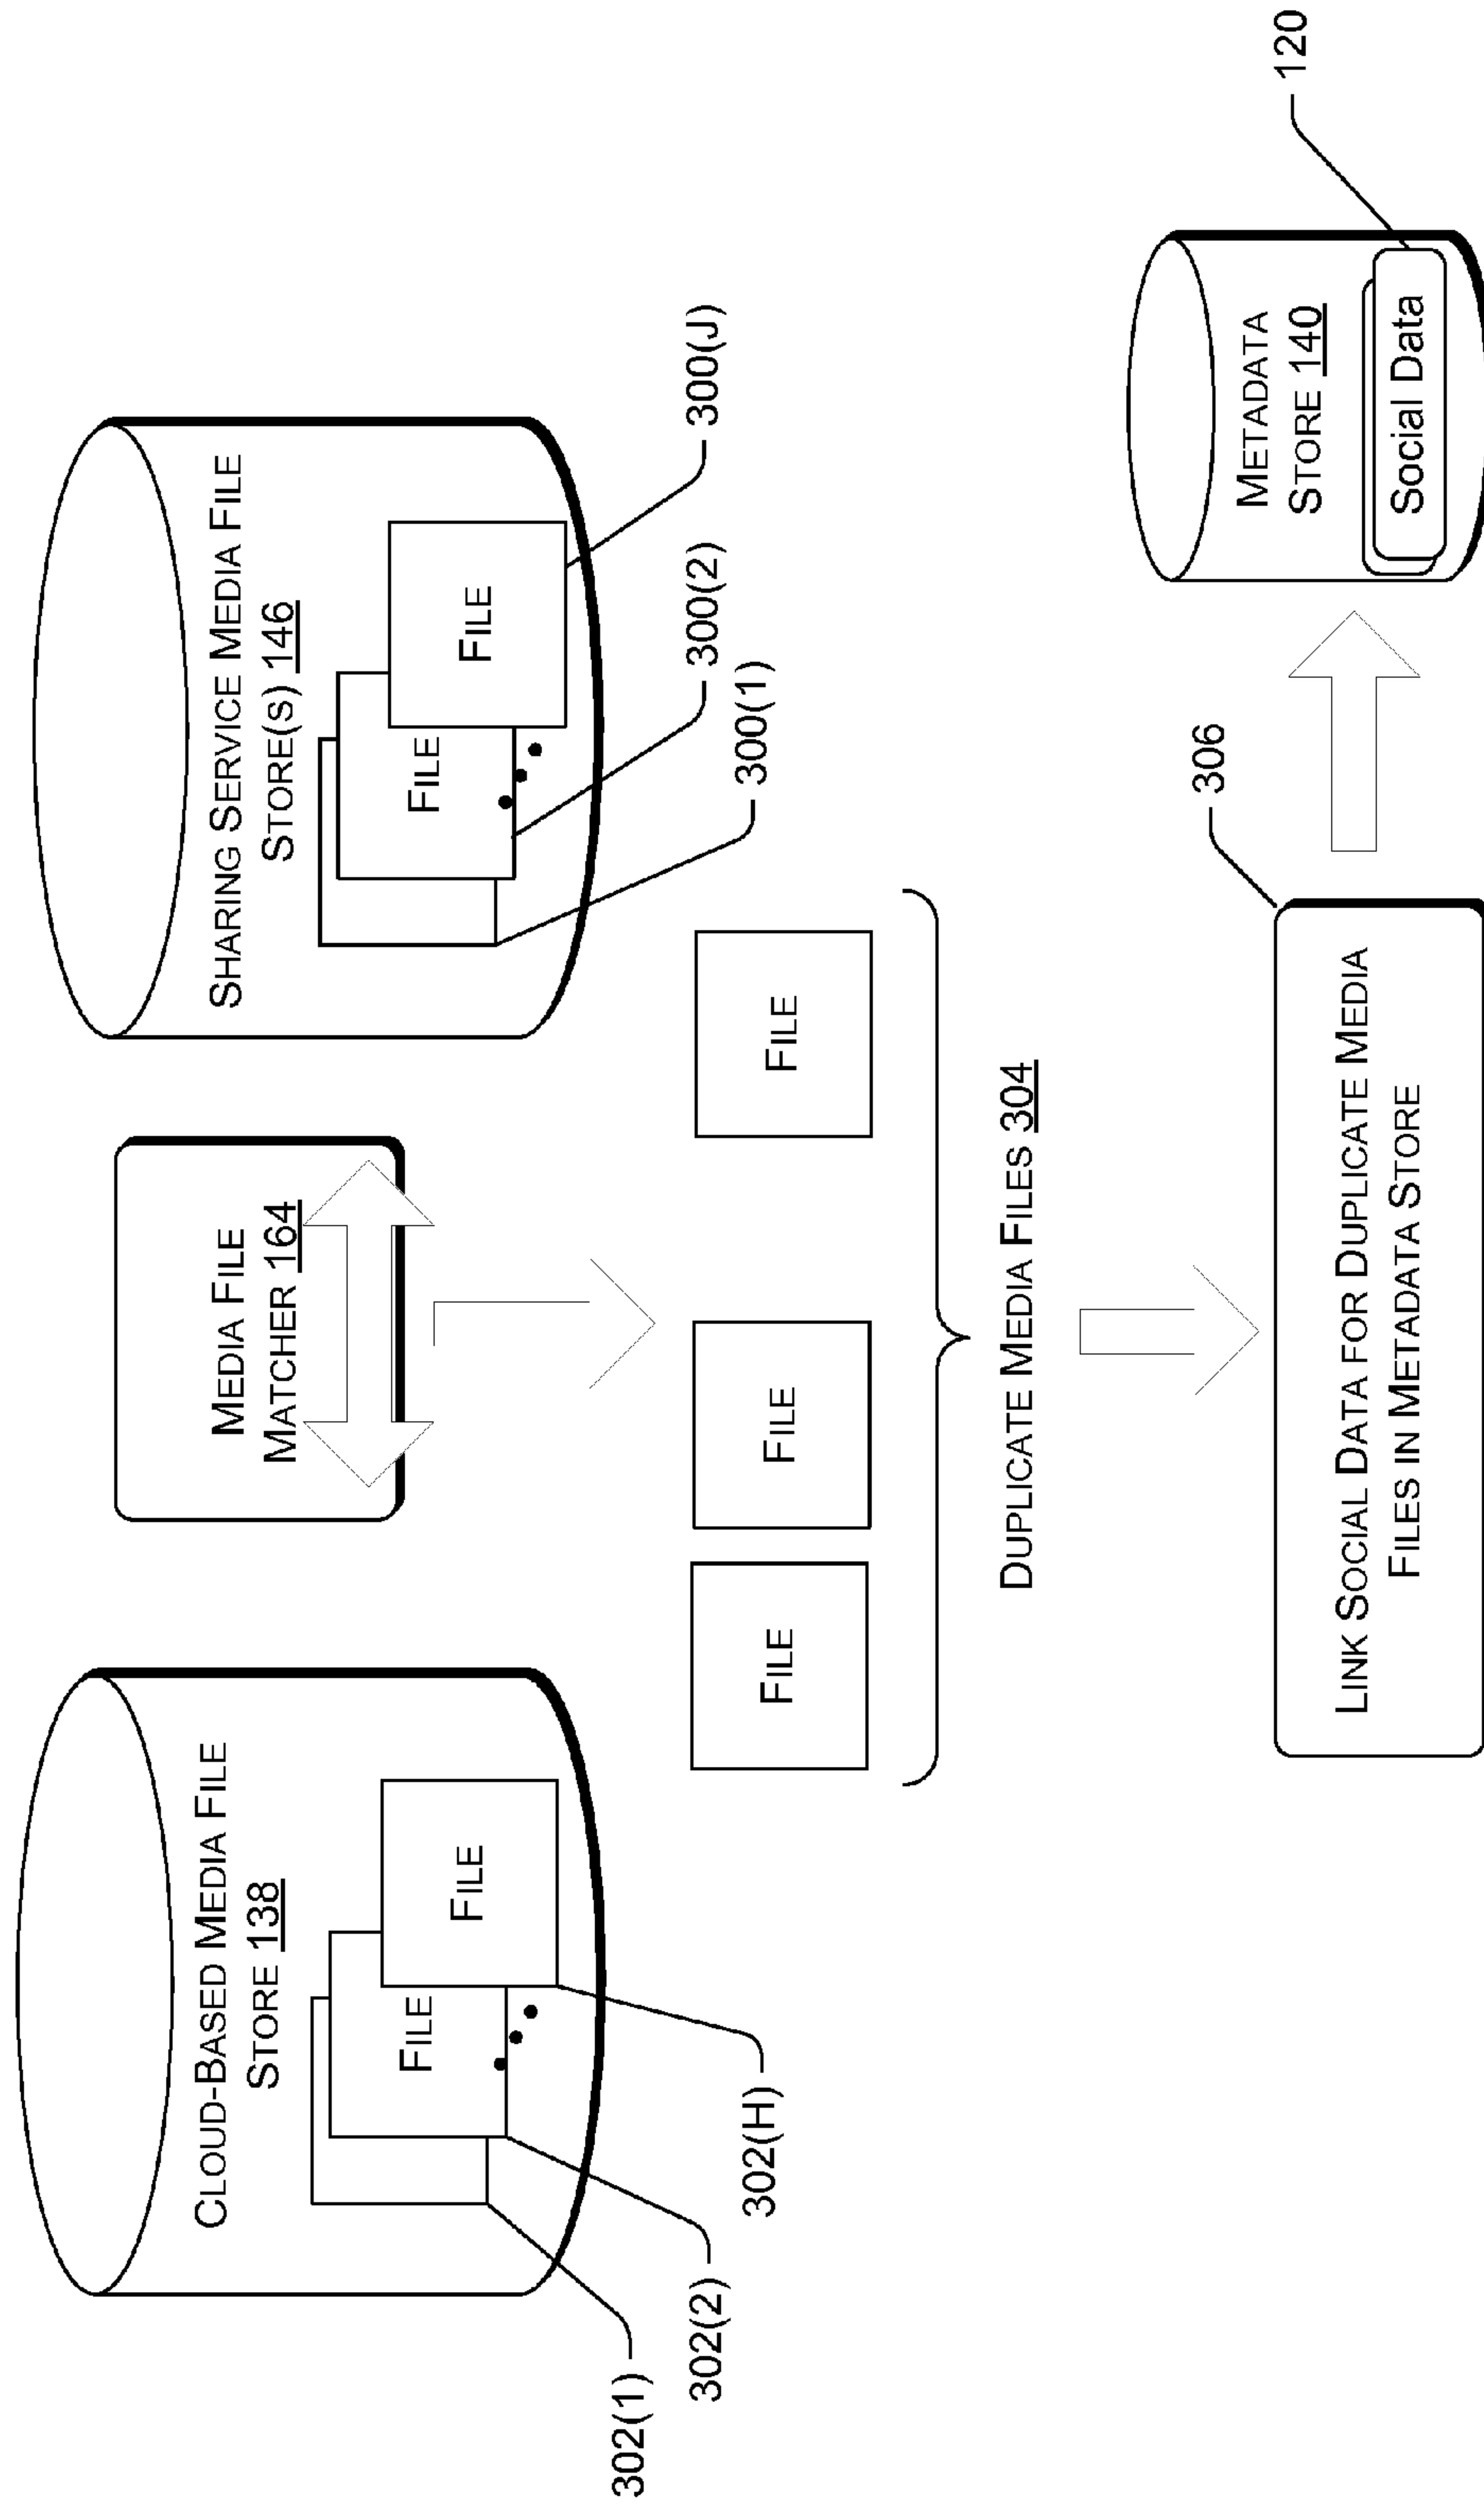 CLOUD-BASED MEDIA FILE
STORE 138
FILE
FILE
302(1)
302(2)
302(H)
MEDIA FILE
MATCHER 164
SHARING SERVICE MEDIA FILE
STORE(S) 146
FILE
FILE
300(1)
300(2)
300(J)
FILE
FILE
FILE
DUPLICATE MEDIA FILES 304
306
LINK SOCIAL DATA FOR DUPLICATE MEDIA
FILES IN METADATA STORE
METADATA
STORE 140
Social Data
120